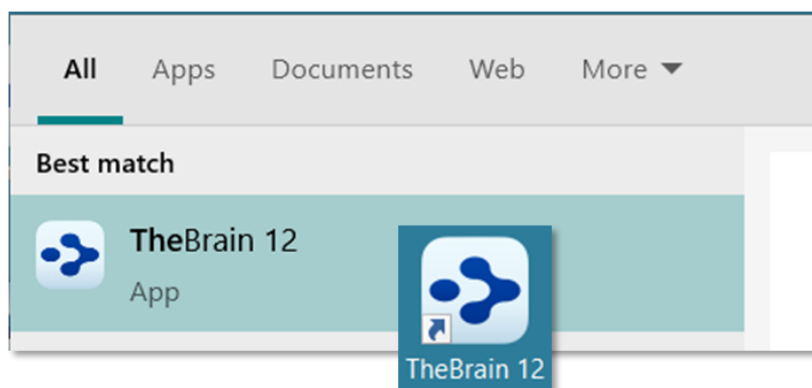 All Apps Documents Web More
Best match
TheBrain 12
App
TheBrain 12